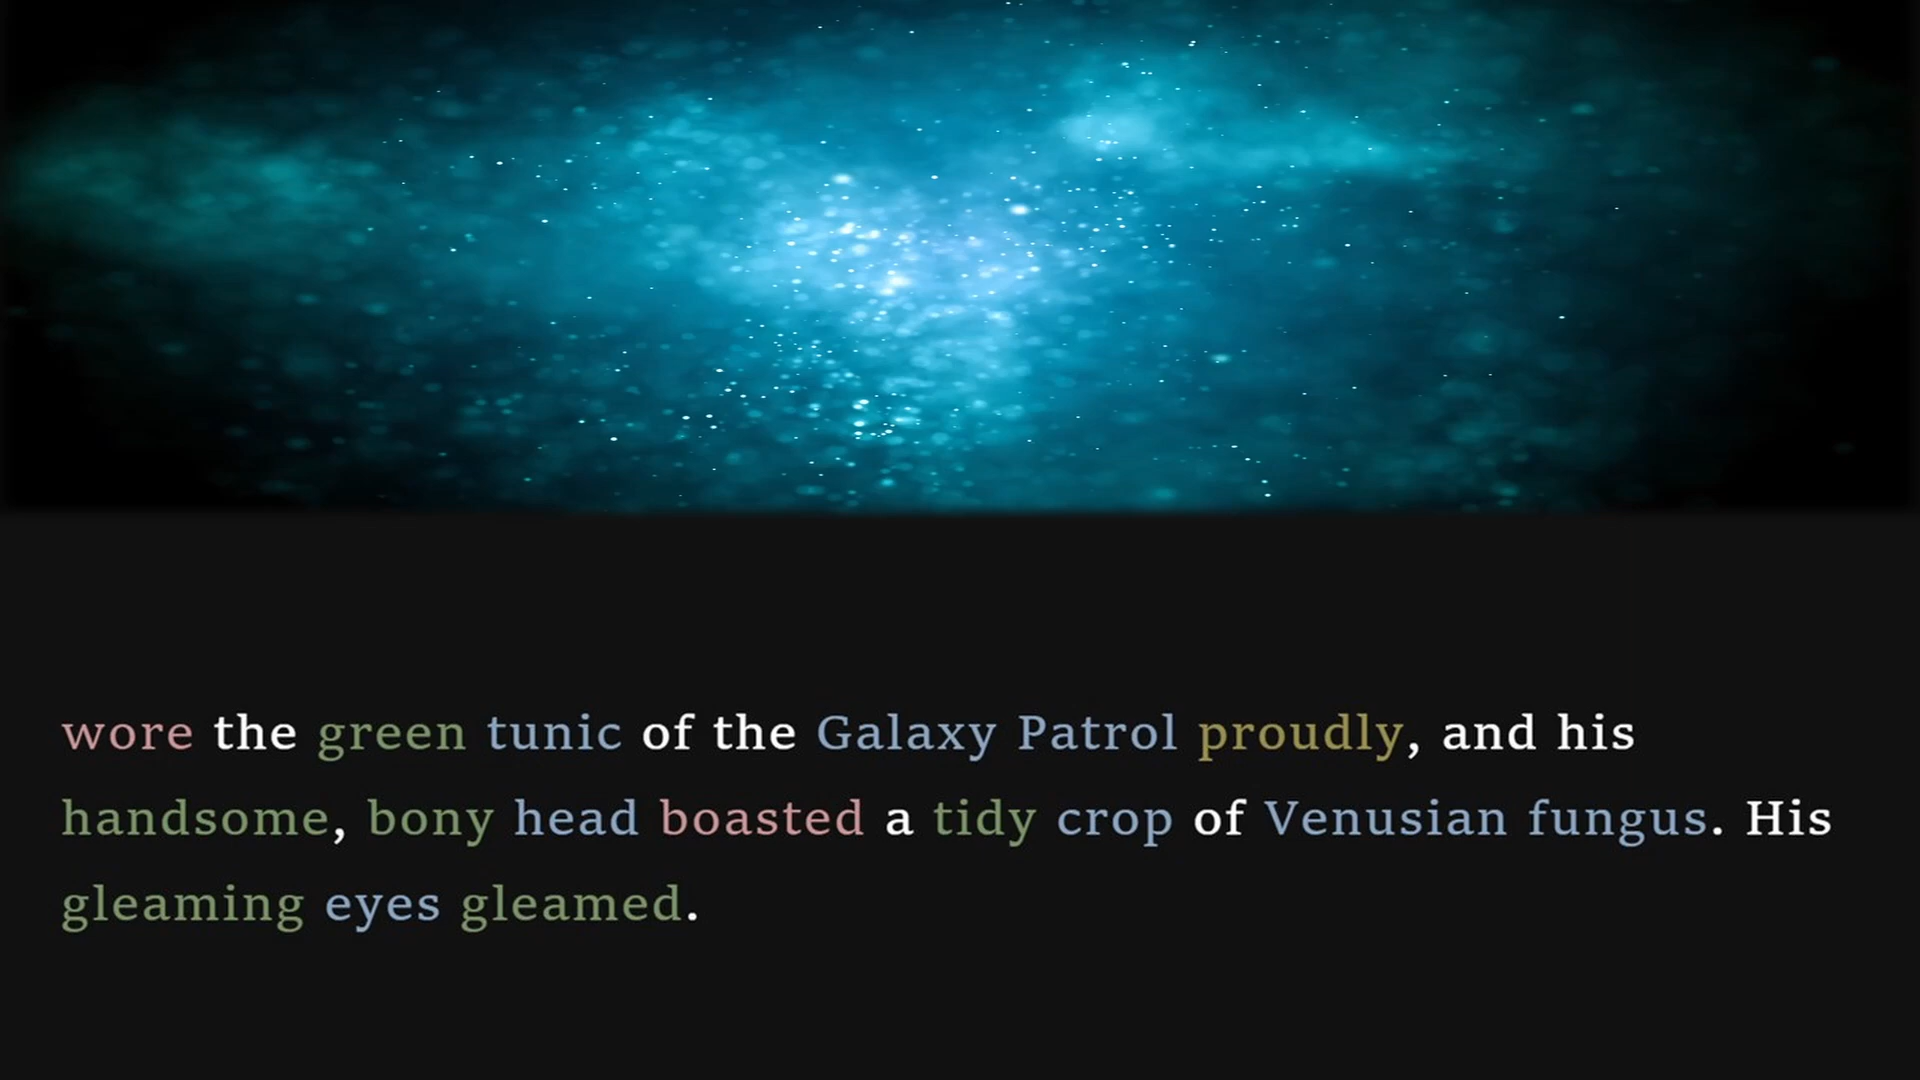 wore the green tunic of the Galaxy Patrol proudly, and his
handsome, bony head boasted a tidy crop of Venusian fungus. His
gleaming eyes gleamed.